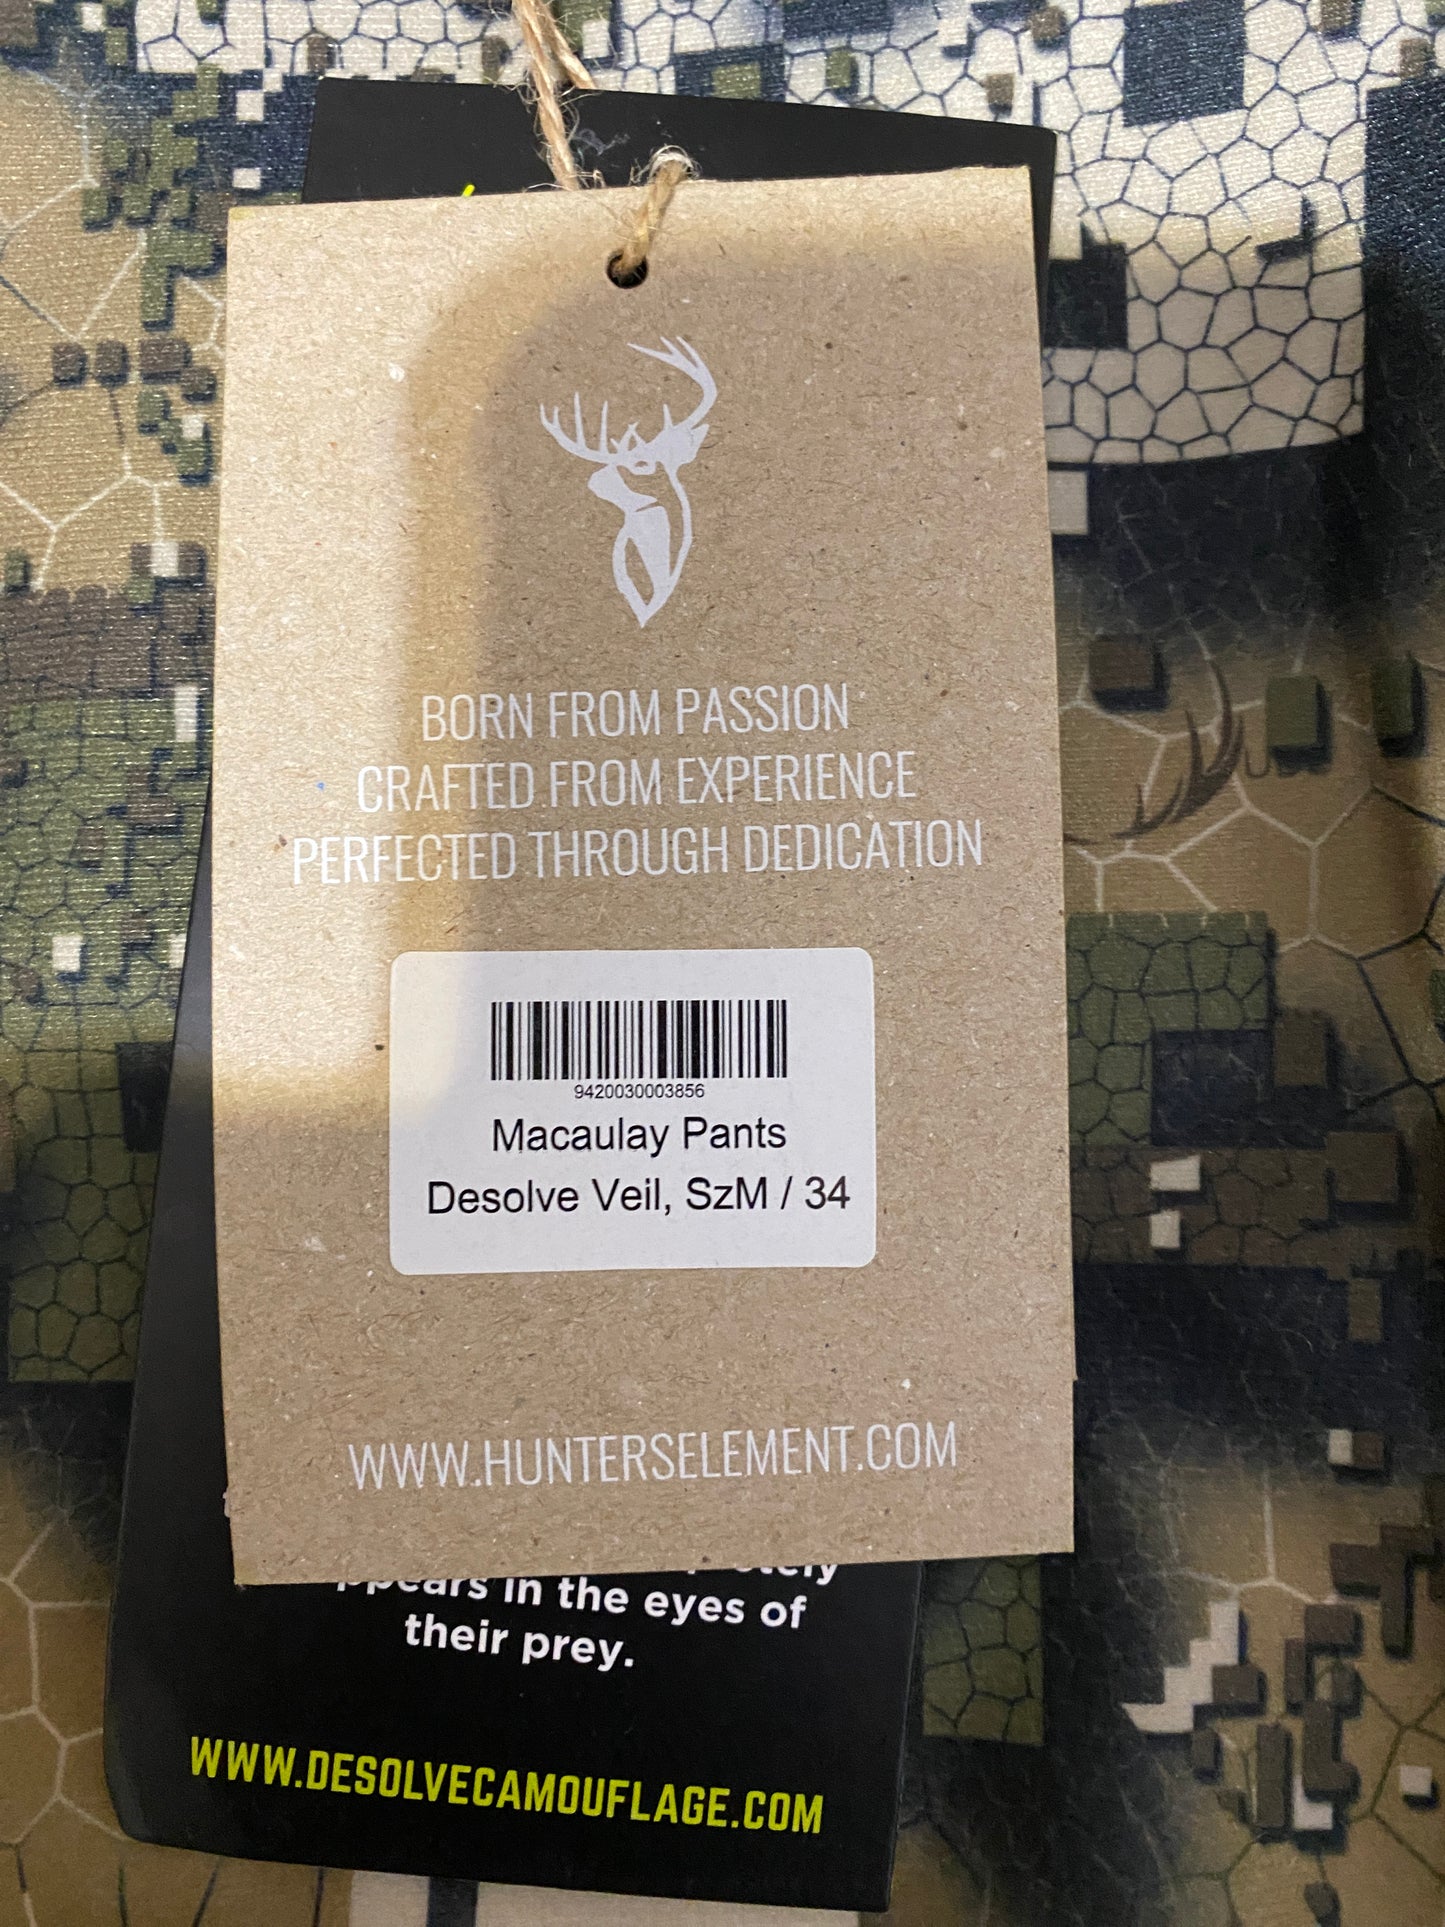 BORN FROM PASSION
CRAFTED FROM EXPERIENCE
PERFECTED THROUGH DEDICATION
9420030003856
Macaulay Pants
Desolve Veil, SzM / 34
WWW.HUNTERSELEMENT.COM
in the eyes of
their prey.
WWW.DESOLVECAMOUFLAGE.COM